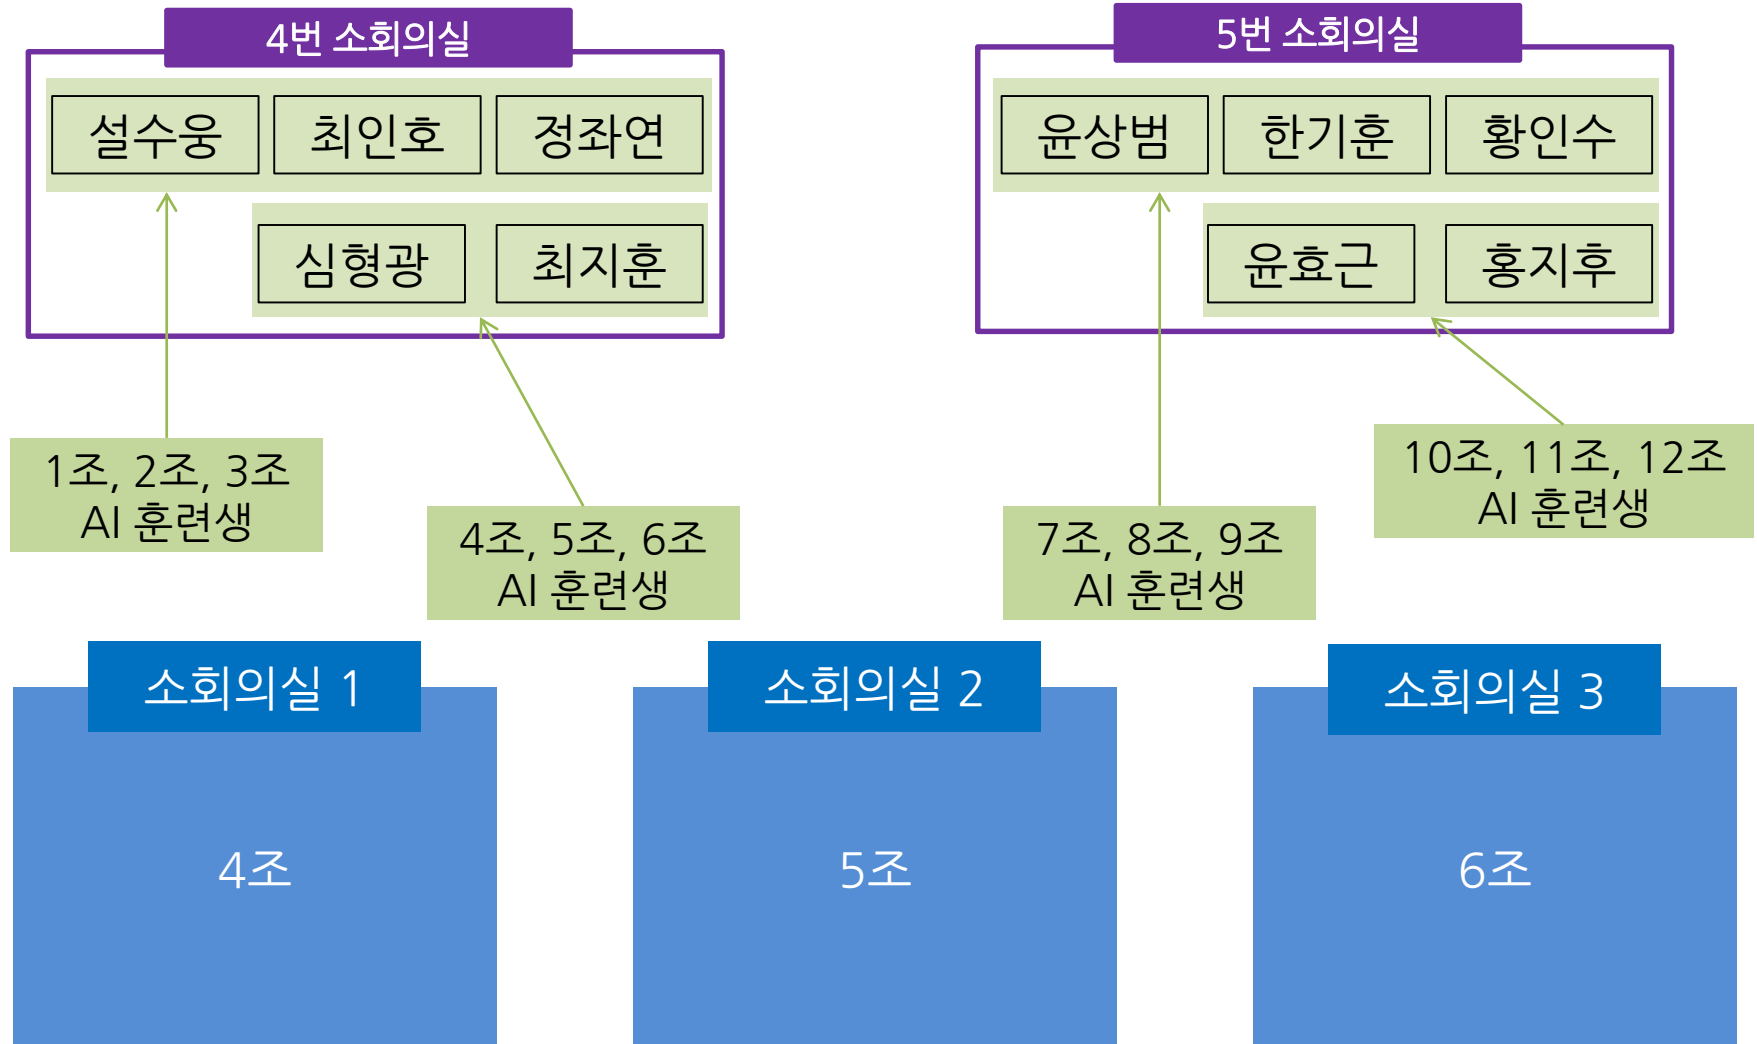 4번 소회의실
설수웅
최인호
정좌연
심형광
최지훈
1조, 2조, 3조
AI 훈련생
4조, 5조, 6조
AI 훈련생
5번 소회의실
윤상범
한기훈
황인수
윤효근
홍지후
7조, 8조, 9조
AI 훈련생
10조, 11조, 12조
AI 훈련생
소회의실 1
4조
소회의실 2
5조
소회의실 3
6조